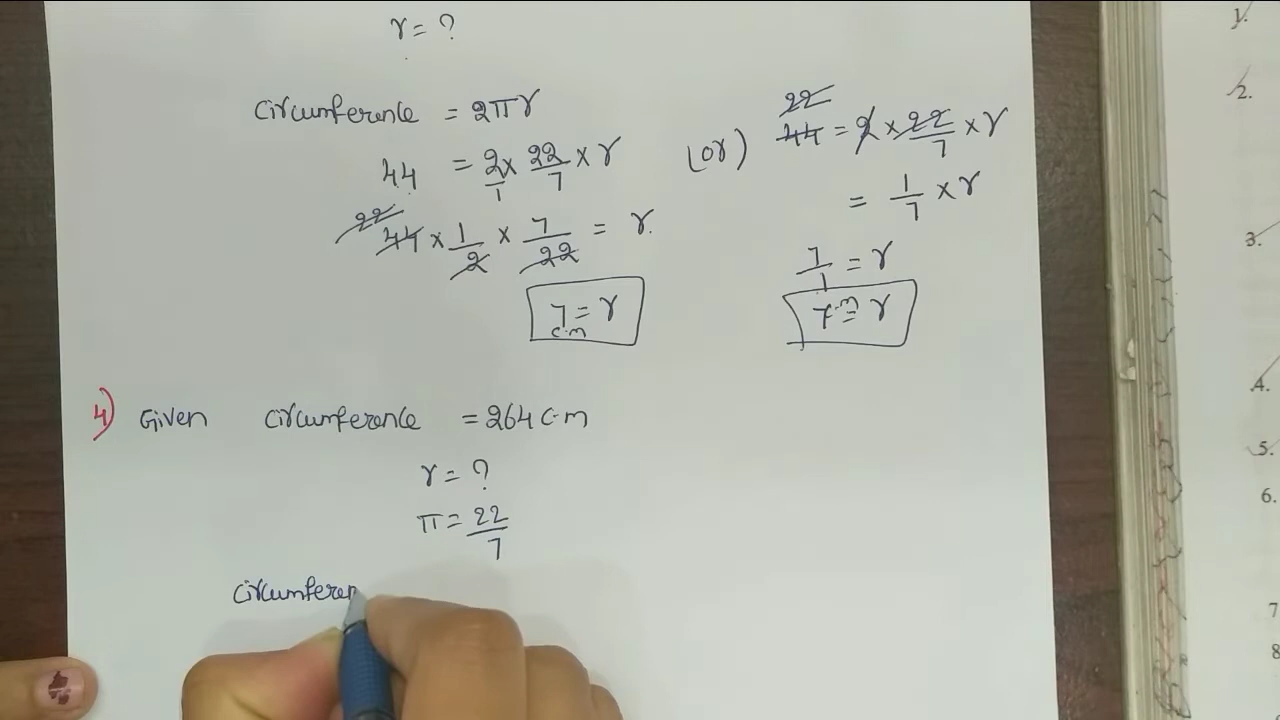 r = ?
circumference = 2πr
44 = 2/1 × 22/7 × r
22
44 × 1/2 × 7/22 = r.
7 = r
c.m
(or)
22
44 = 2 × 22/7 × r
= 1/7 × r
7/1 = r
7 c.m = r
4) Given circumference = 264 c.m
r = ?
π = 22/7
circumferen
1.
2.
3.
4.
5.
6.
7
8